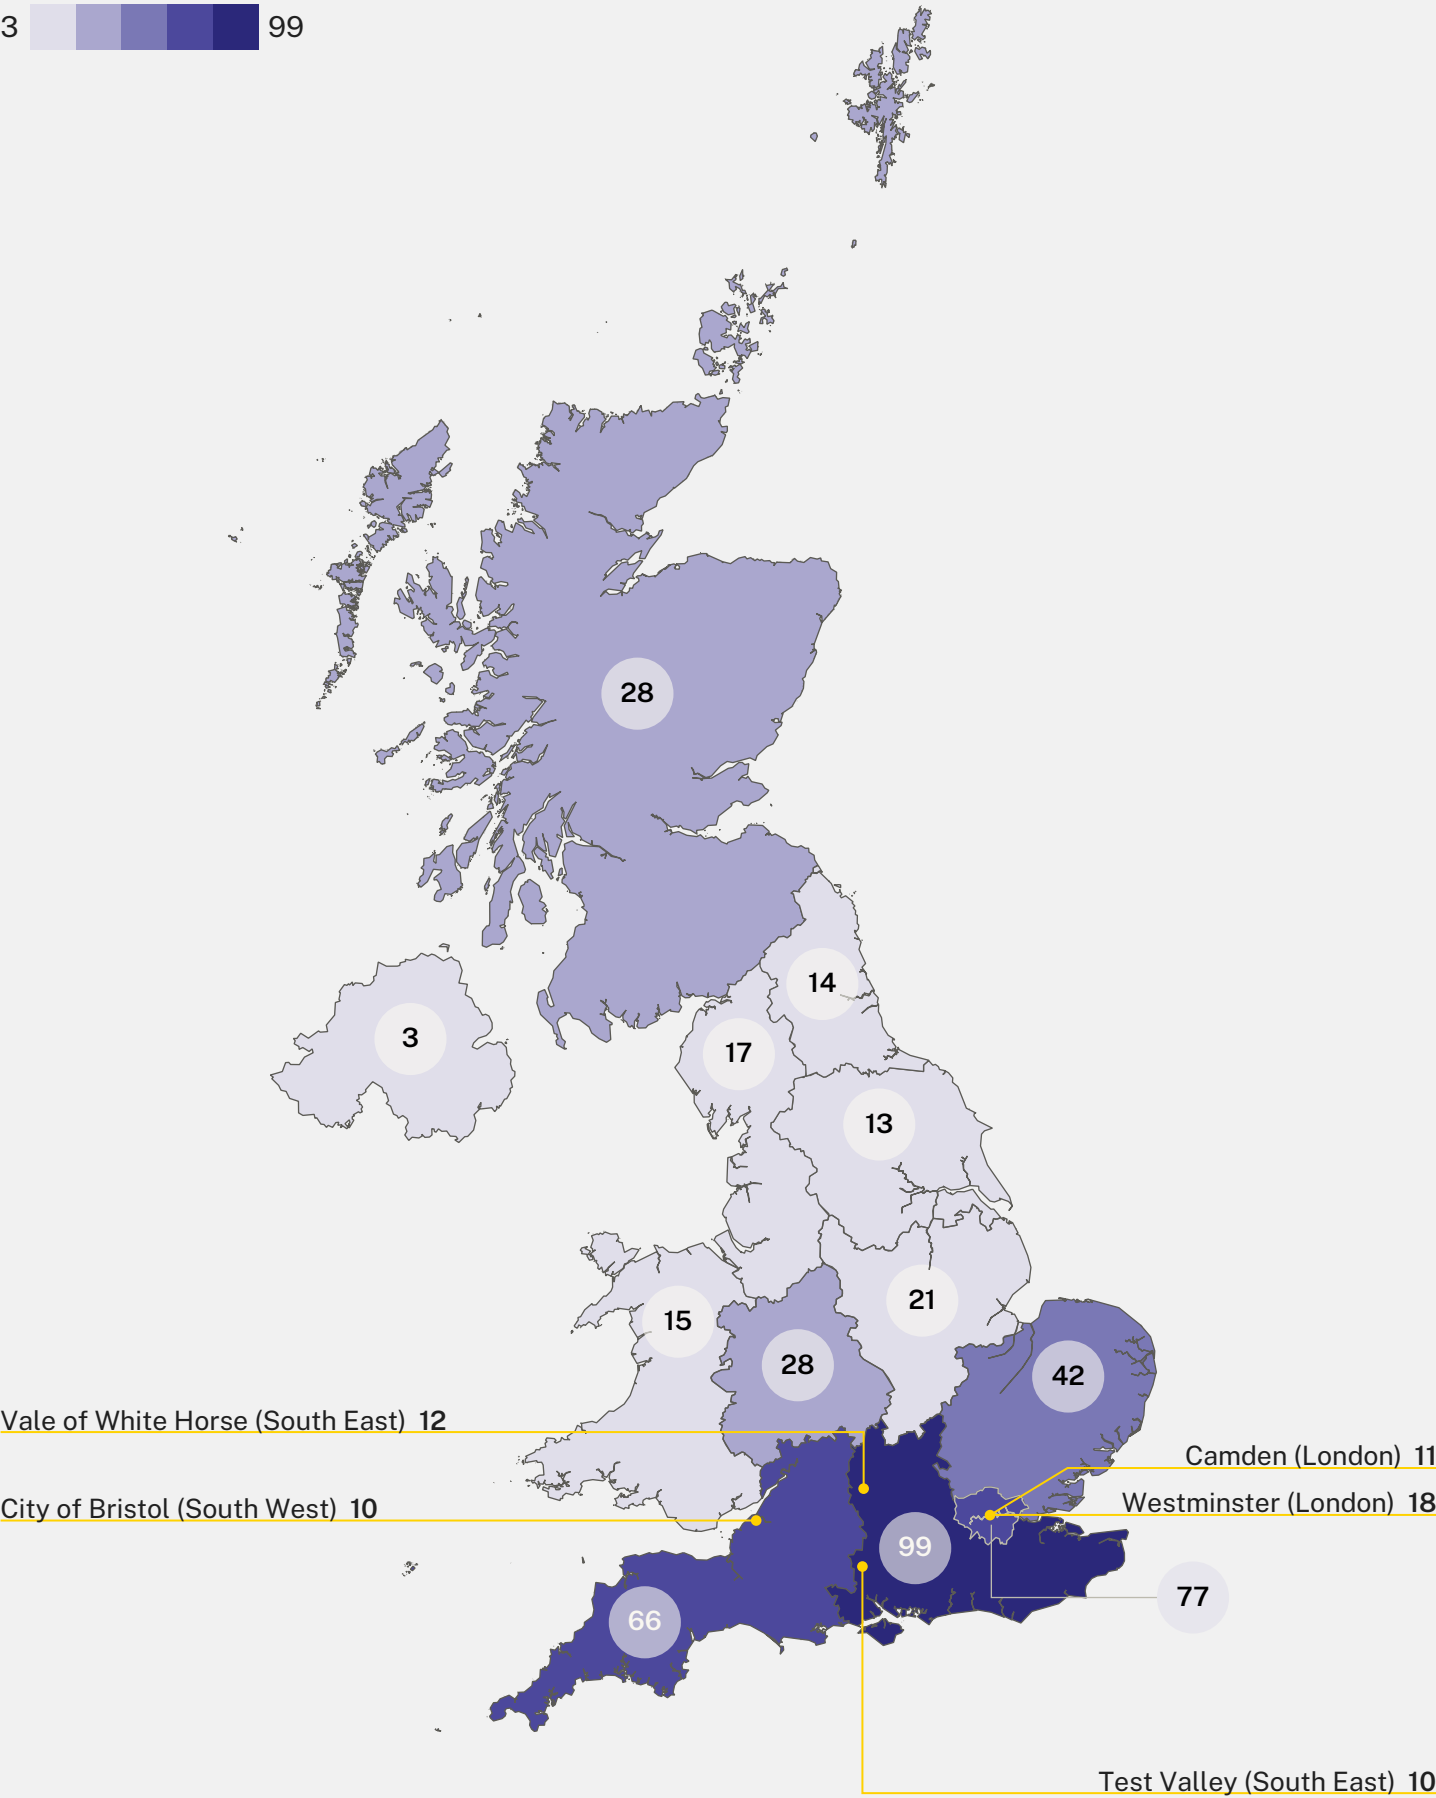 3 99
28
14
3
17
13
21
15
28
42
Vale of White Horse (South East) 12
Camden (London) 11
City of Bristol (South West) 10
Westminster (London) 18
99
77
66
Test Valley (South East) 10